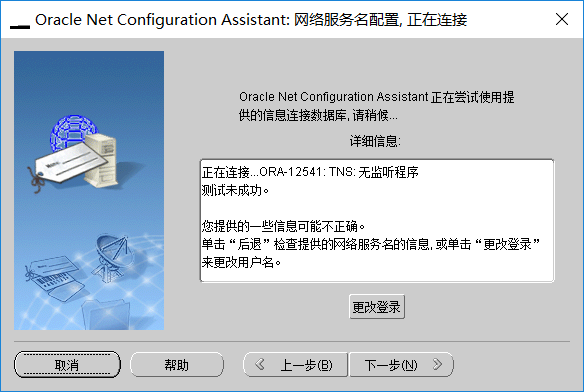 Oracle Net Configuration Assistant: 网络服务名配置, 正在连接
Oracle Net Configuration Assistant 正在尝试使用提
供的信息连接数据库, 请稍候...
详细信息:
正在连接...ORA-12541: TNS: 无监听程序
测试未成功。
您提供的一些信息可能不正确。
单击“后退”检查提供的网络服务名的信息, 或单击“更改登录”
来更改用户名。
更改登录
取消
帮助
上一步(B)
下一步(N)